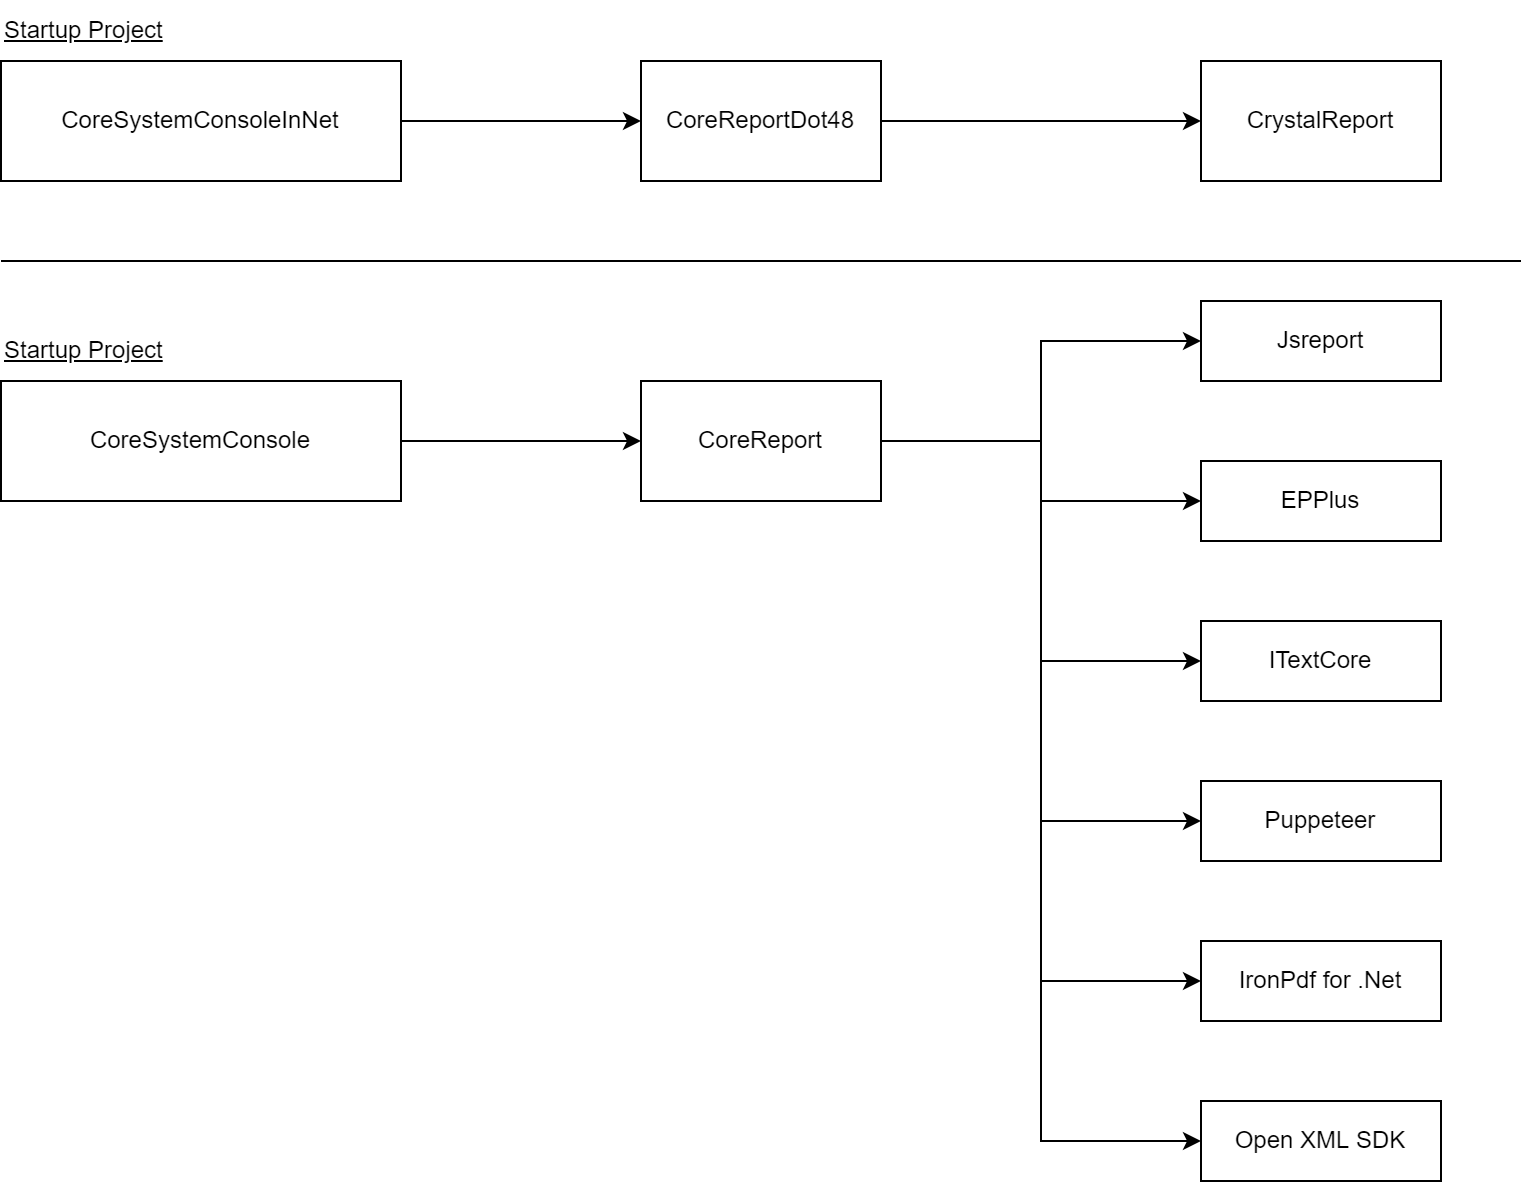 Startup Project
CoreSystemConsoleInNet
CoreReportDot48
CrystalReport
Startup Project
CoreSystemConsole
CoreReport
Jsreport
EPPlus
ITextCore
Puppeteer
IronPdf for .Net
Open XML SDK